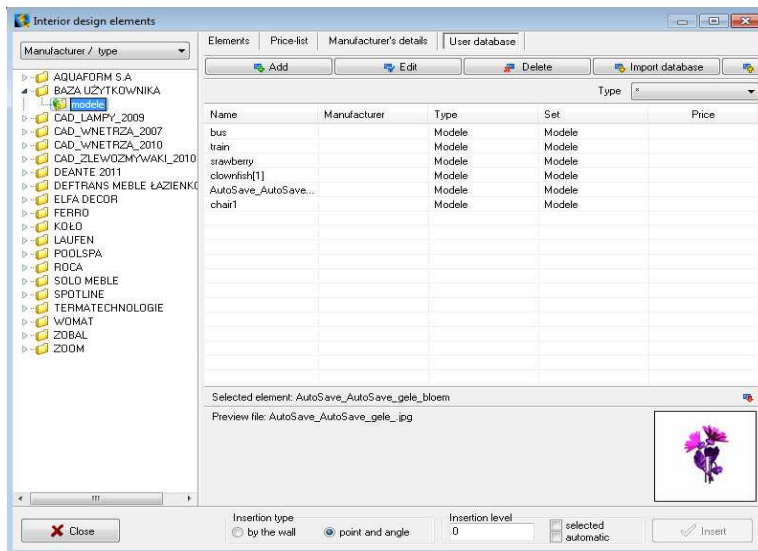 Interior design elements
Manufacturer / type
Elements Price-list Manufacturer's details User database
Add Edit Delete Import database
Type *
AQUAFORM S.A
BAZA UŻYTKOWNIKA
modele
CAD_LAMPY_2009
CAD_WNETRZA_2007
CAD_WNETRZA_2010
CAD_ZLEWOZMYWAKI_2010
DEANTE 2011
DEFTRANS MEBLE ŁAZIENKO
ELFA DECOR
FERRO
KOŁO
LAUFEN
POOLSPA
ROCA
SOLO MEBLE
SPOTLINE
TERMATECHNOLOGIE
WOMAT
ZOBAL
ZOOM
Name Manufacturer Type Set Price
bus Modele Modele
train Modele Modele
srawberry Modele Modele
clownfish[1] Modele Modele
AutoSave_AutoSave... Modele Modele
chair1 Modele Modele
Selected element: AutoSave_AutoSave_gele_bloem
Preview file: AutoSave_AutoSave_gele_.jpg
Close
Insertion type
by the wall point and angle
Insertion level
0
selected
automatic
Insert